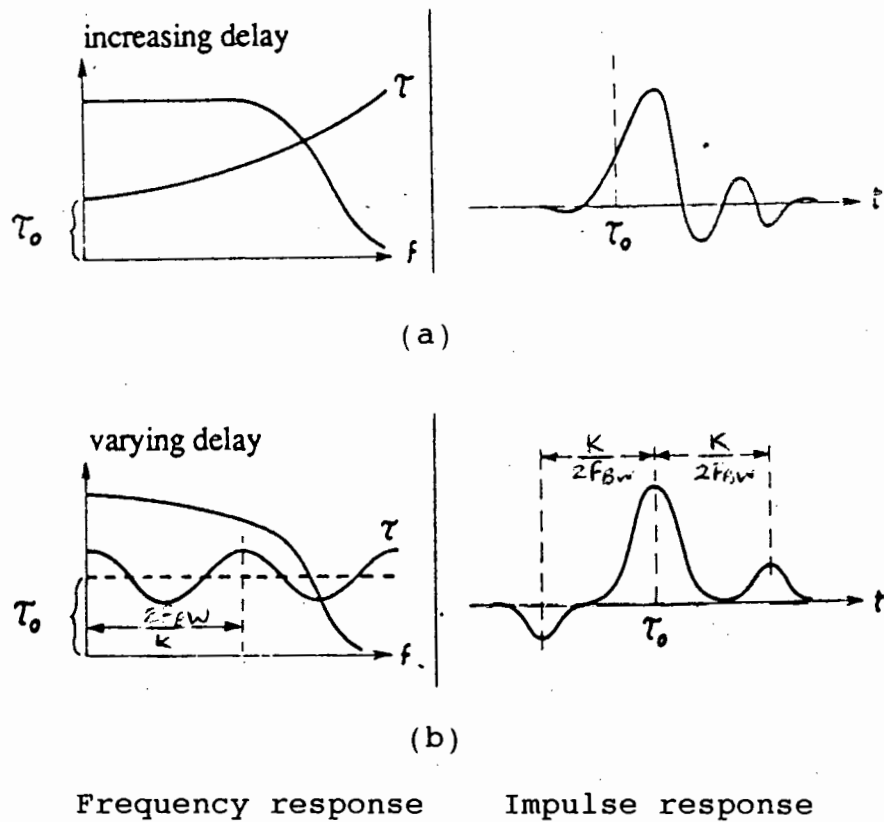 increasing delay
τ
τ₀
f
τ₀
t
(a)
varying delay
τ
τ₀
2F_BW
K
f
K
2F_BW
K
2F_BW
τ₀
t
(b)
Frequency response Impulse response